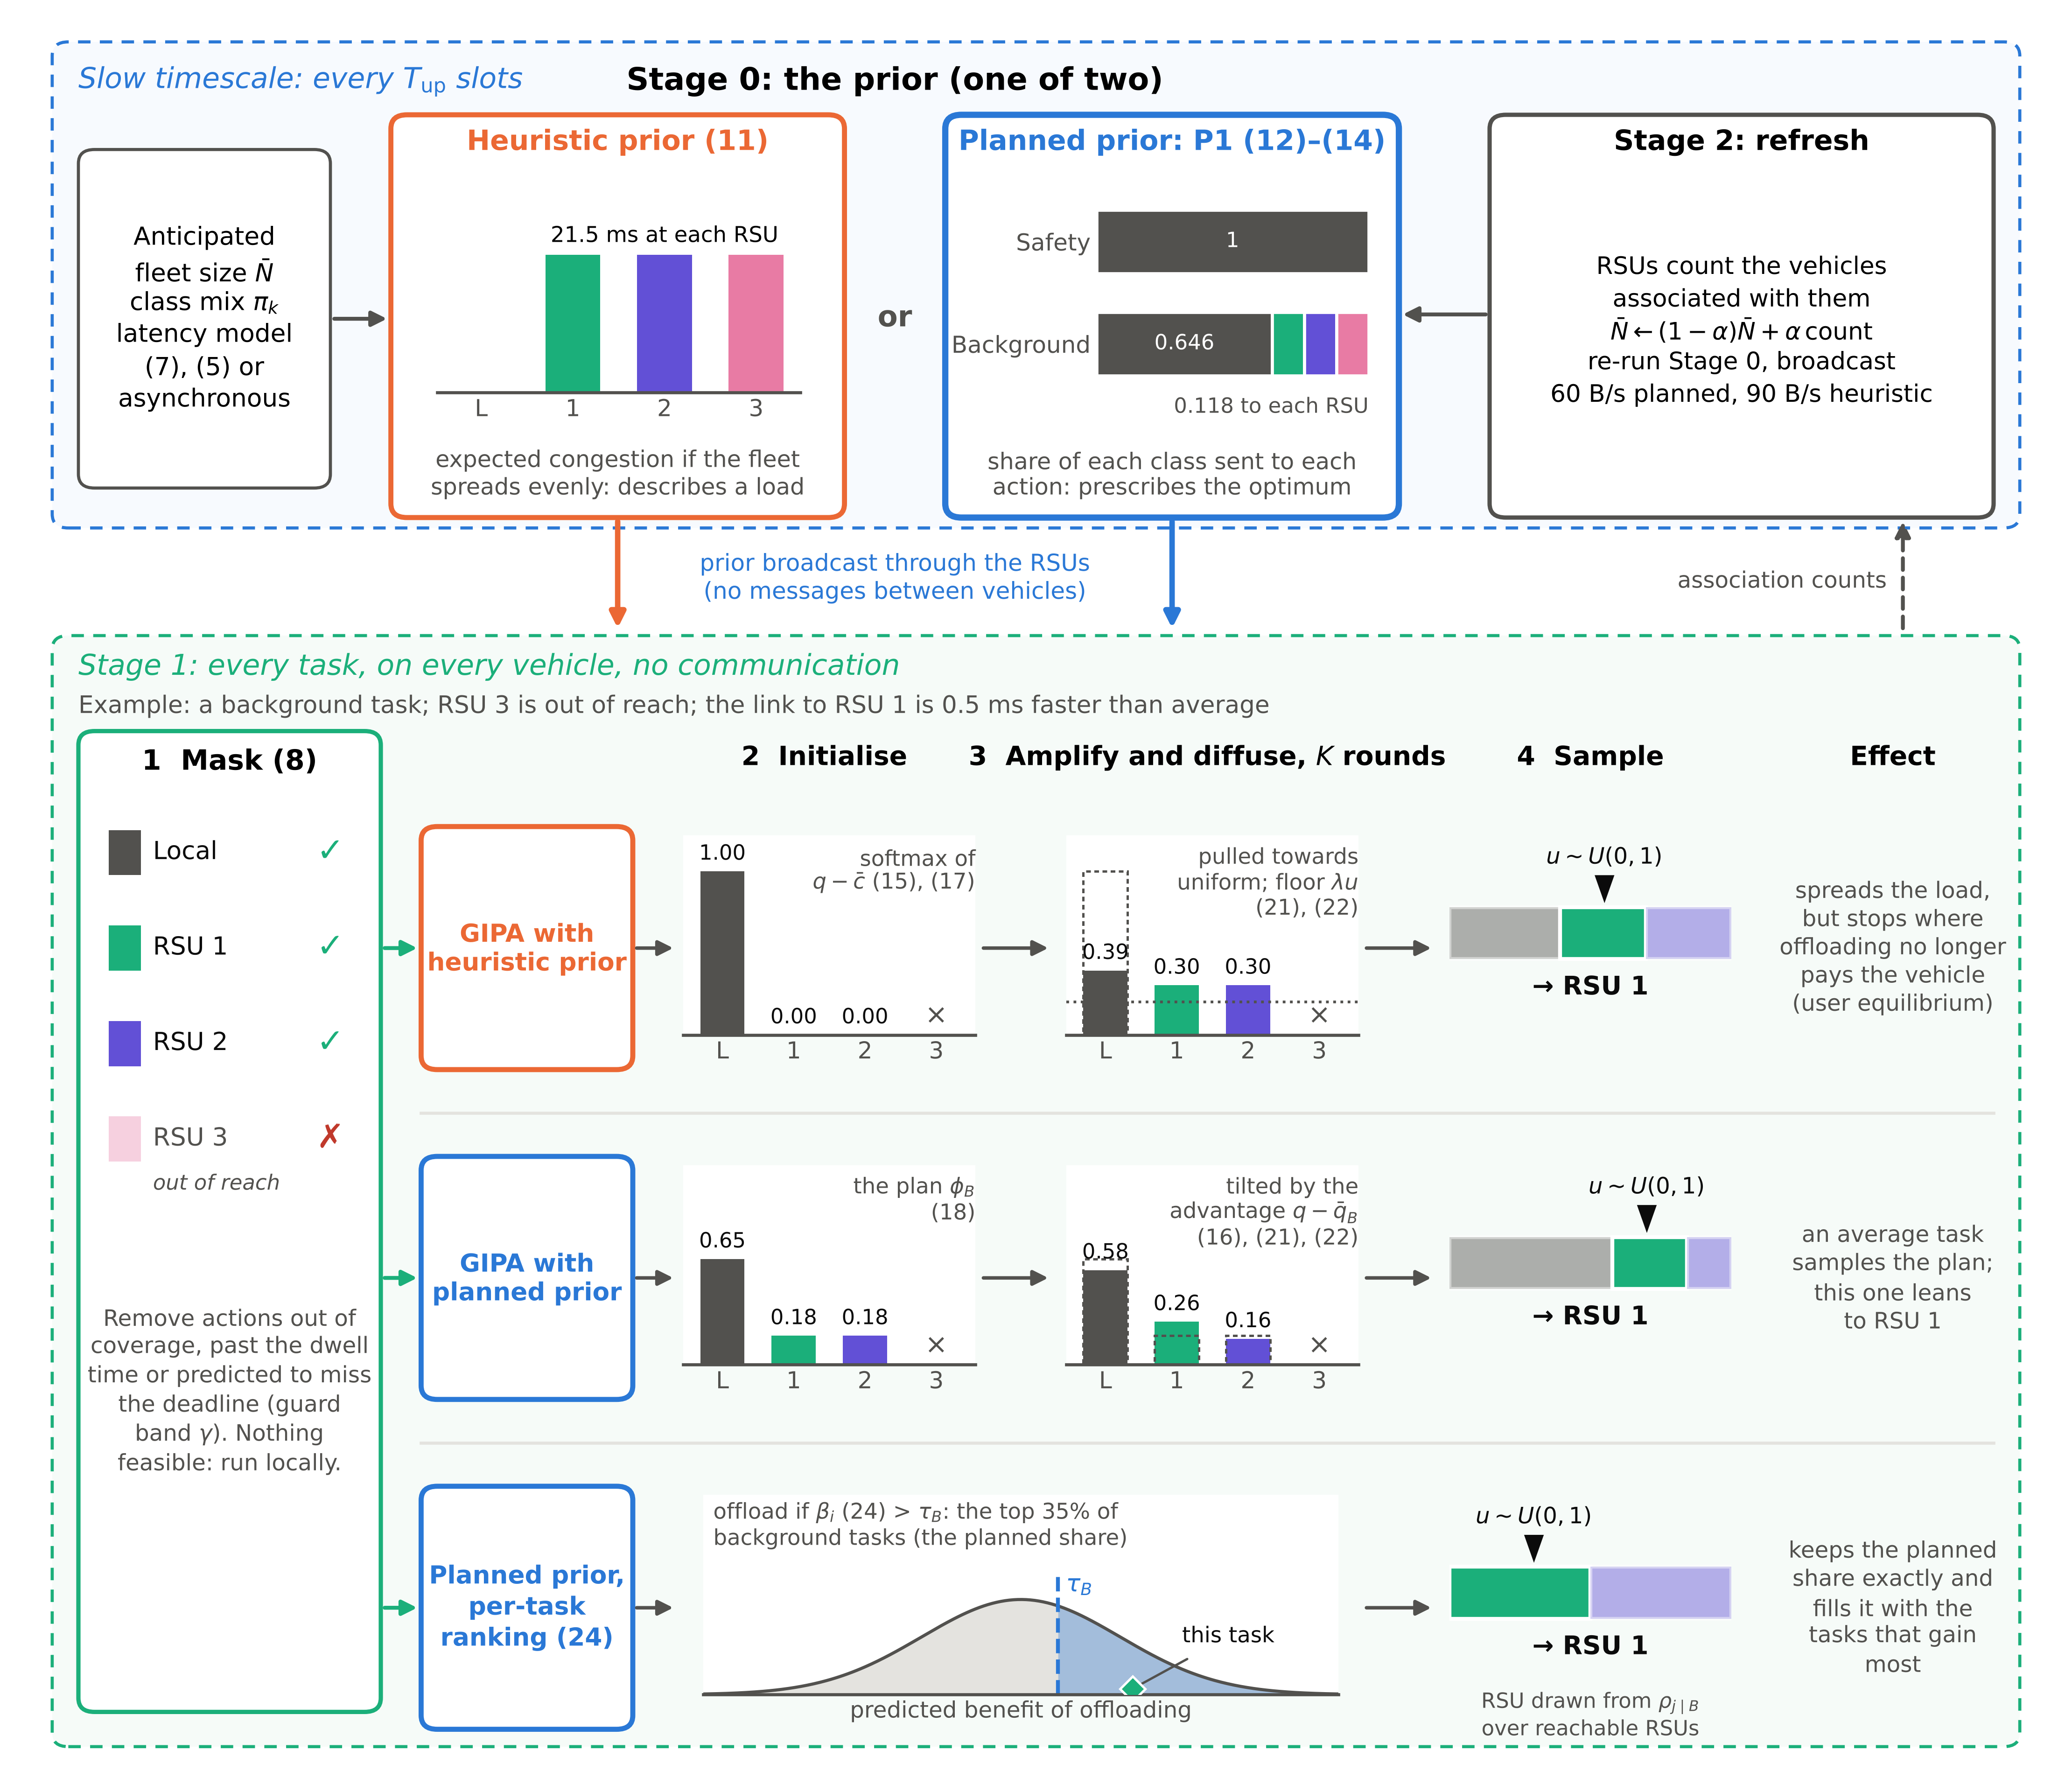 Slow timescale: every T_up slots
Stage 0: the prior (one of two)
Anticipated
fleet size N̄
class mix π_k
latency model
(7), (5) or
asynchronous
Heuristic prior (11)
21.5 ms at each RSU
L 1 2 3
expected congestion if the fleet
spreads evenly: describes a load
or
Planned prior: P1 (12)–(14)
Safety 1
Background 0.646
0.118 to each RSU
share of each class sent to each
action: prescribes the optimum
Stage 2: refresh
RSUs count the vehicles
associated with them
N̄ ← (1 − α)N̄ + α count
re-run Stage 0, broadcast
60 B/s planned, 90 B/s heuristic
prior broadcast through the RSUs
(no messages between vehicles)
association counts
Stage 1: every task, on every vehicle, no communication
Example: a background task; RSU 3 is out of reach; the link to RSU 1 is 0.5 ms faster than average
1 Mask (8)
Local ✓
RSU 1 ✓
RSU 2 ✓
RSU 3 ✗
out of reach
Remove actions out of
coverage, past the dwell
time or predicted to miss
the deadline (guard
band γ). Nothing
feasible: run locally.
2 Initialise
3 Amplify and diffuse, K rounds
4 Sample
Effect
GIPA with
heuristic prior
softmax of
q − c̄ (15), (17)
1.00
0.00 0.00 ×
L 1 2 3
pulled towards
uniform; floor λu
(21), (22)
0.39
0.30 0.30
×
L 1 2 3
u ~ U(0, 1)
→ RSU 1
spreads the load,
but stops where
offloading no longer
pays the vehicle
(user equilibrium)
GIPA with
planned prior
the plan ϕ_B
(18)
0.65
0.18 0.18
×
L 1 2 3
tilted by the
advantage q − q̄_B
(16), (21), (22)
0.58
0.26
0.16
×
L 1 2 3
u ~ U(0, 1)
→ RSU 1
an average task
samples the plan;
this one leans
to RSU 1
Planned prior,
per-task
ranking (24)
offload if β_i (24) > τ_B: the top 35% of
background tasks (the planned share)
τ_B
this task
predicted benefit of offloading
u ~ U(0, 1)
→ RSU 1
RSU drawn from ρ_{j | B}
over reachable RSUs
keeps the planned
share exactly and
fills it with the
tasks that gain
most